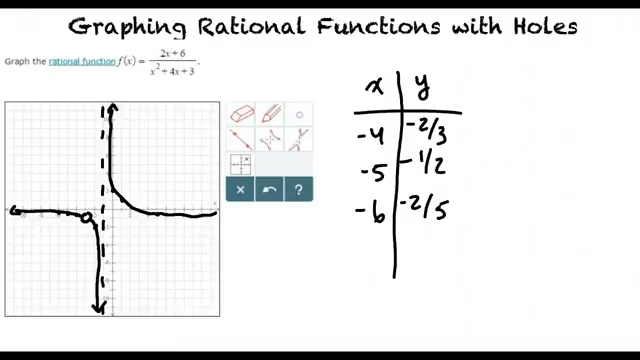 Graphing Rational Functions with Holes
Graph the rational function f(x) = (2x+6)/(x²+4x+3).
x y
-4 -2/3
-5 -1/2
-6 -2/5
× ?